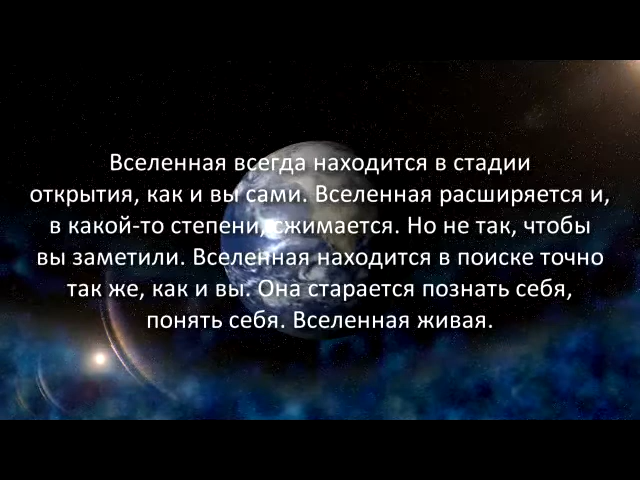 Вселенная всегда находится в стадии
открытия, как и вы сами. Вселенная расширяется и,
в какой-то степени, сжимается. Но не так, чтобы
вы заметили. Вселенная находится в поиске точно
так же, как и вы. Она старается познать себя,
понять себя. Вселенная живая.